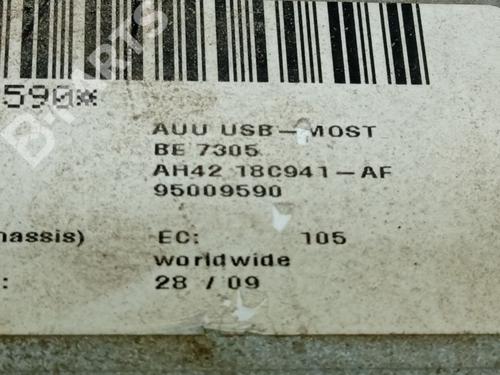 590*
AUU USB-MOST
BE 7305
AH42 18C941-AF
95009590
hassis) EC: 105
worldwide
: 28 / 09